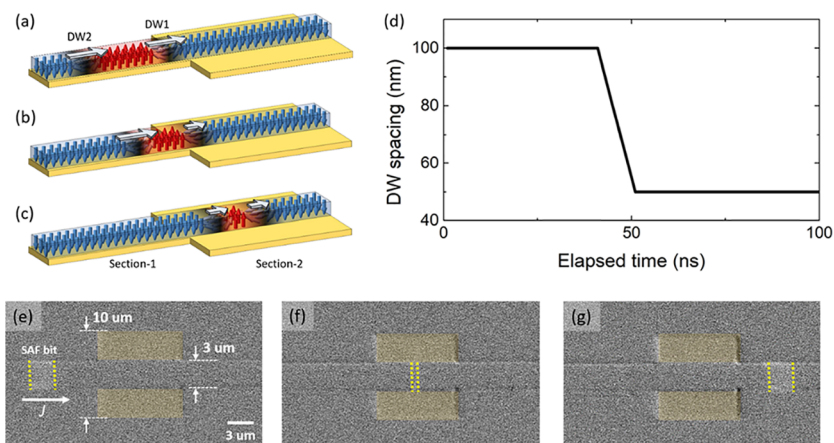 (a)
DW2
DW1
(b)
(c)
Section-1
Section-2
(d)
DW spacing (nm)
100
80
60
40
0
50
100
Elapsed time (ns)
(e)
10 um
SAF bit
3 um
J
3 um
(f)
(g)